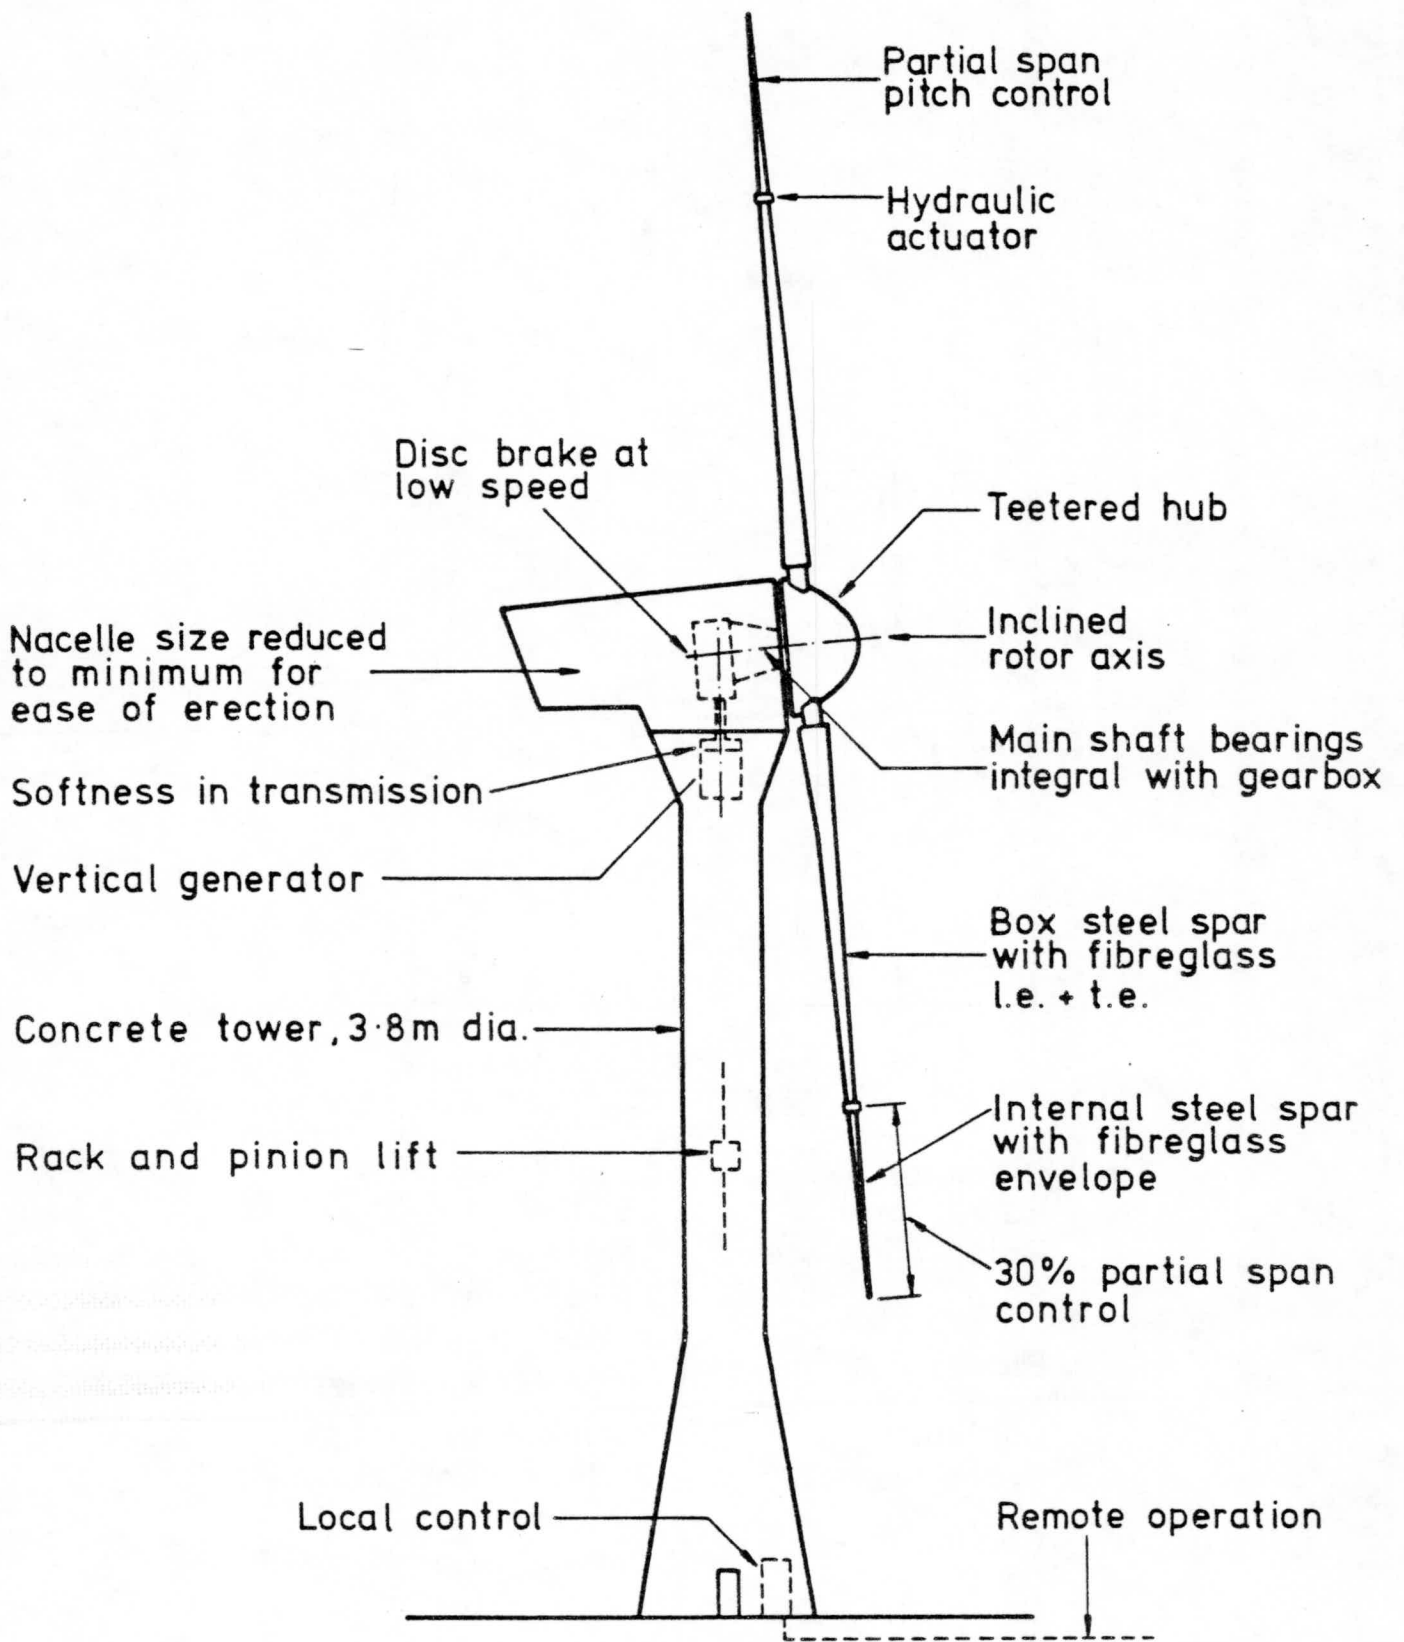 Partial span
pitch control
Hydraulic
actuator
Disc brake at
low speed
Teetered hub
Nacelle size reduced
to minimum for
ease of erection
Inclined
rotor axis
Main shaft bearings
integral with gearbox
Softness in transmission
Vertical generator
Box steel spar
with fibreglass
l.e. + t.e.
Concrete tower, 3·8m dia.
Internal steel spar
with fibreglass
envelope
Rack and pinion lift
30% partial span
control
Local control
Remote operation